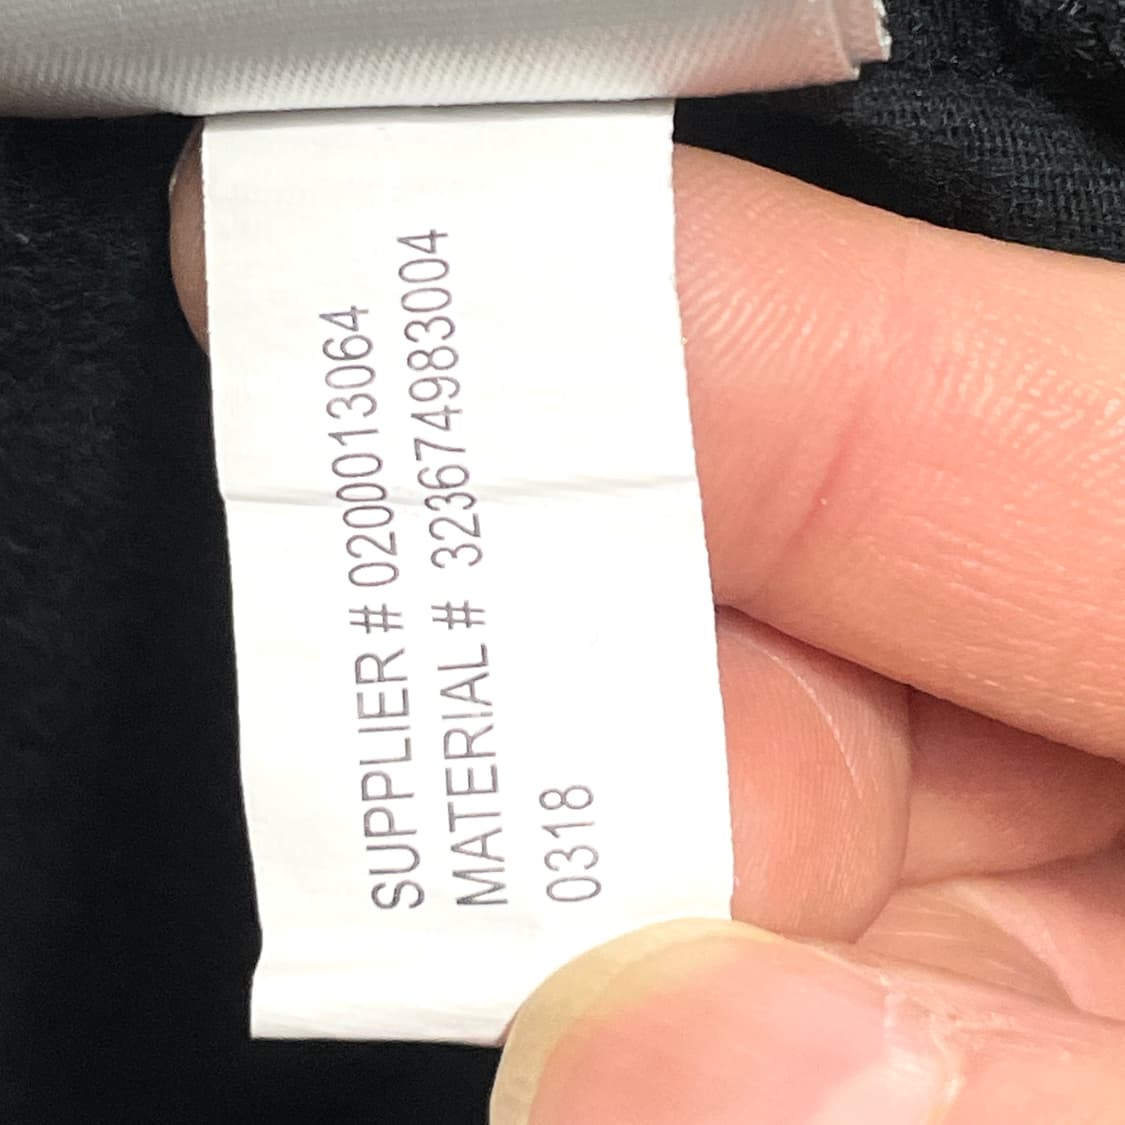 SUPPLIER # 0200013064
MATERIAL # 323674983004
0318